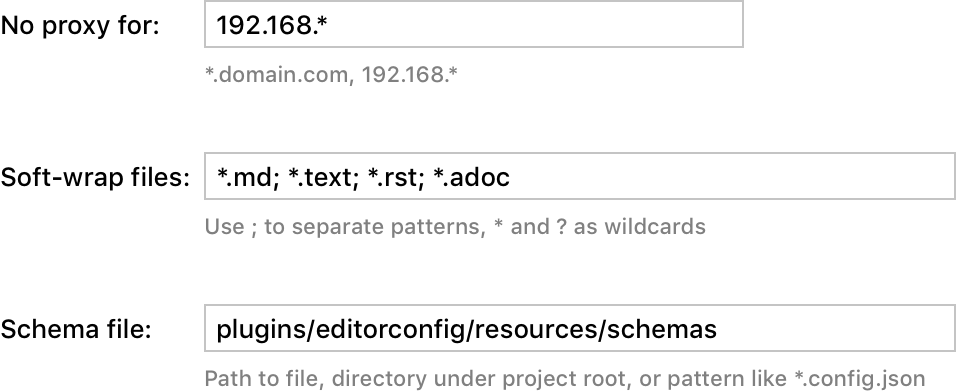 No proxy for: 192.168.*
*.domain.com, 192.168.*
Soft-wrap files: *.md; *.text; *.rst; *.adoc
Use ; to separate patterns, * and ? as wildcards
Schema file: plugins/editorconfig/resources/schemas
Path to file, directory under project root, or pattern like *.config.json